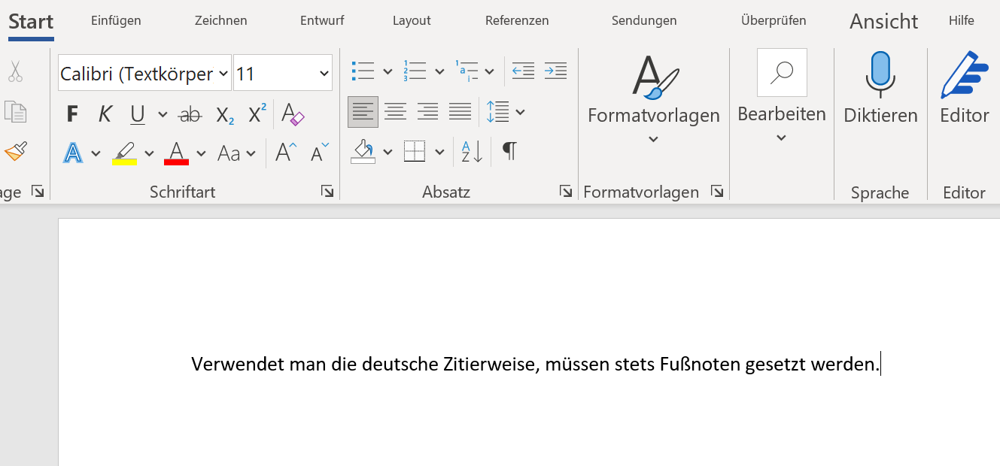 Start Einfügen Zeichnen Entwurf Layout Referenzen Sendungen Überprüfen Ansicht Hilfe
Calibri (Textkörper 11
F K U ab X₂ X² A
A A Aa A A
Formatvorlagen Bearbeiten Diktieren Editor
age Schriftart Absatz Formatvorlagen Sprache Editor
Verwendet man die deutsche Zitierweise, müssen stets Fußnoten gesetzt werden.